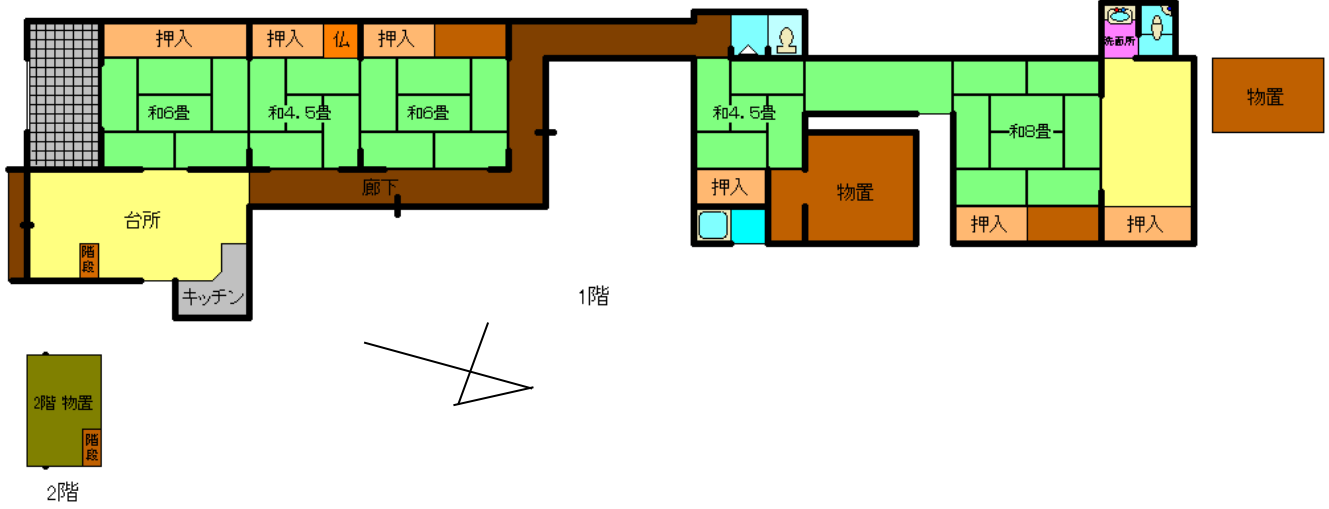 押入
押入
仏
押入
洗面所
和6畳
和4.5畳
和6畳
和4.5畳
和8畳
物置
廊下
押入
物置
台所
押入
押入
階段
キッチン
1階
2階 物置
階段
2階